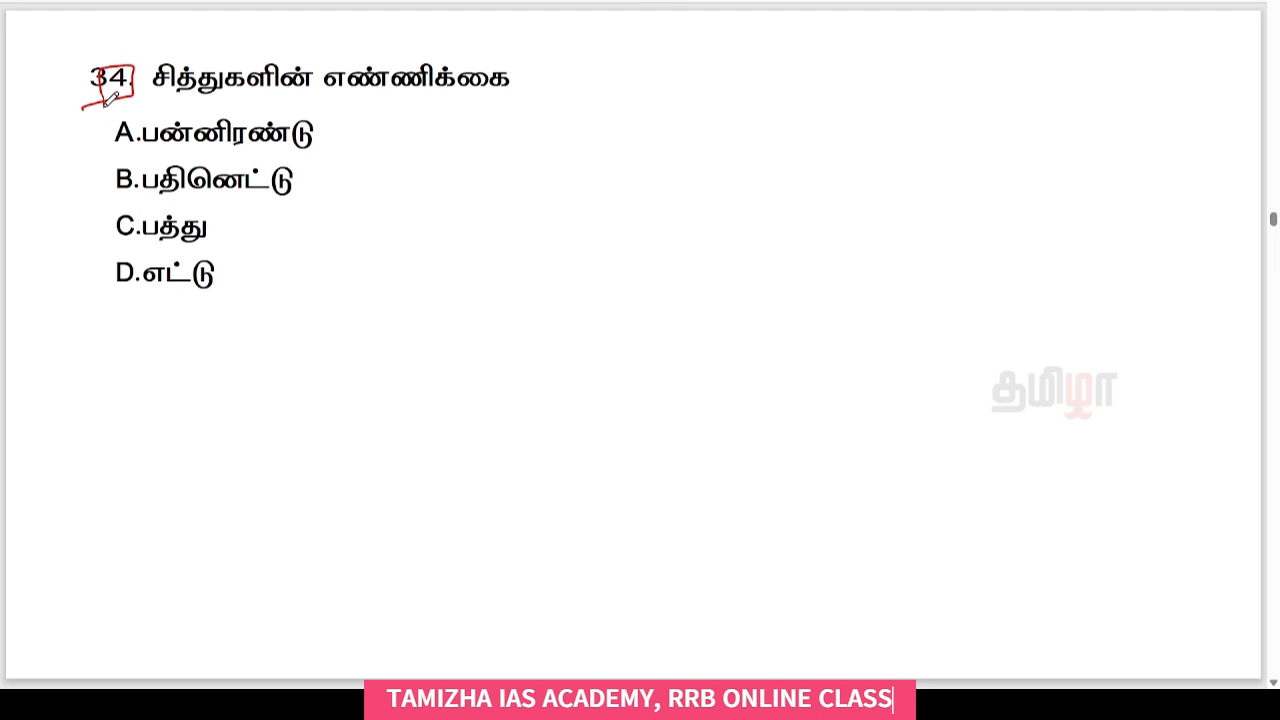 34. சித்துகளின் எண்ணிக்கை
A.பன்னிரண்டு
B.பதினெட்டு
C.பத்து
D.எட்டு
தமிழா
TAMIZHA IAS ACADEMY, RRB ONLINE CLASS